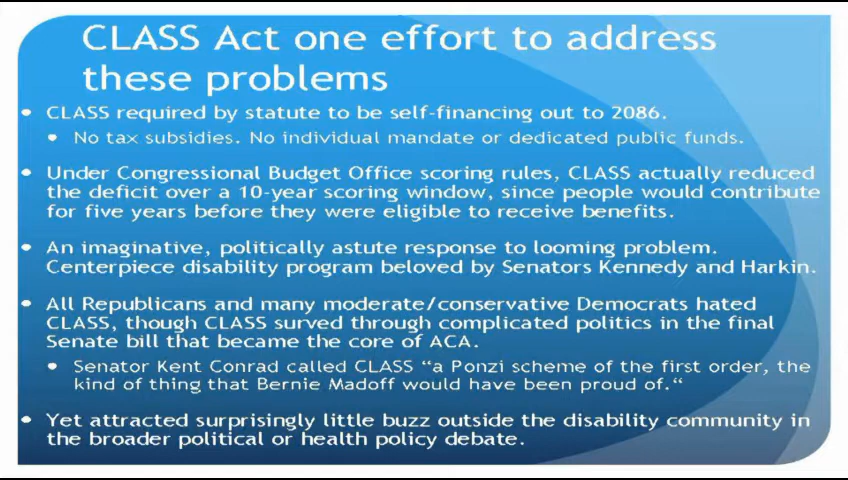 CLASS Act one effort to address
these problems
• CLASS required by statute to be self-financing out to 2086.
• No tax subsidies. No individual mandate or dedicated public funds.
• Under Congressional Budget Office scoring rules, CLASS actually reduced
the deficit over a 10-year scoring window, since people would contribute
for five years before they were eligible to receive benefits.
• An imaginative, politically astute response to looming problem.
Centerpiece disability program beloved by Senators Kennedy and Harkin.
• All Republicans and many moderate/conservative Democrats hated
CLASS, though CLASS surved through complicated politics in the final
Senate bill that became the core of ACA.
• Senator Kent Conrad called CLASS “a Ponzi scheme of the first order, the
kind of thing that Bernie Madoff would have been proud of.“
• Yet attracted surprisingly little buzz outside the disability community in
the broader political or health policy debate.